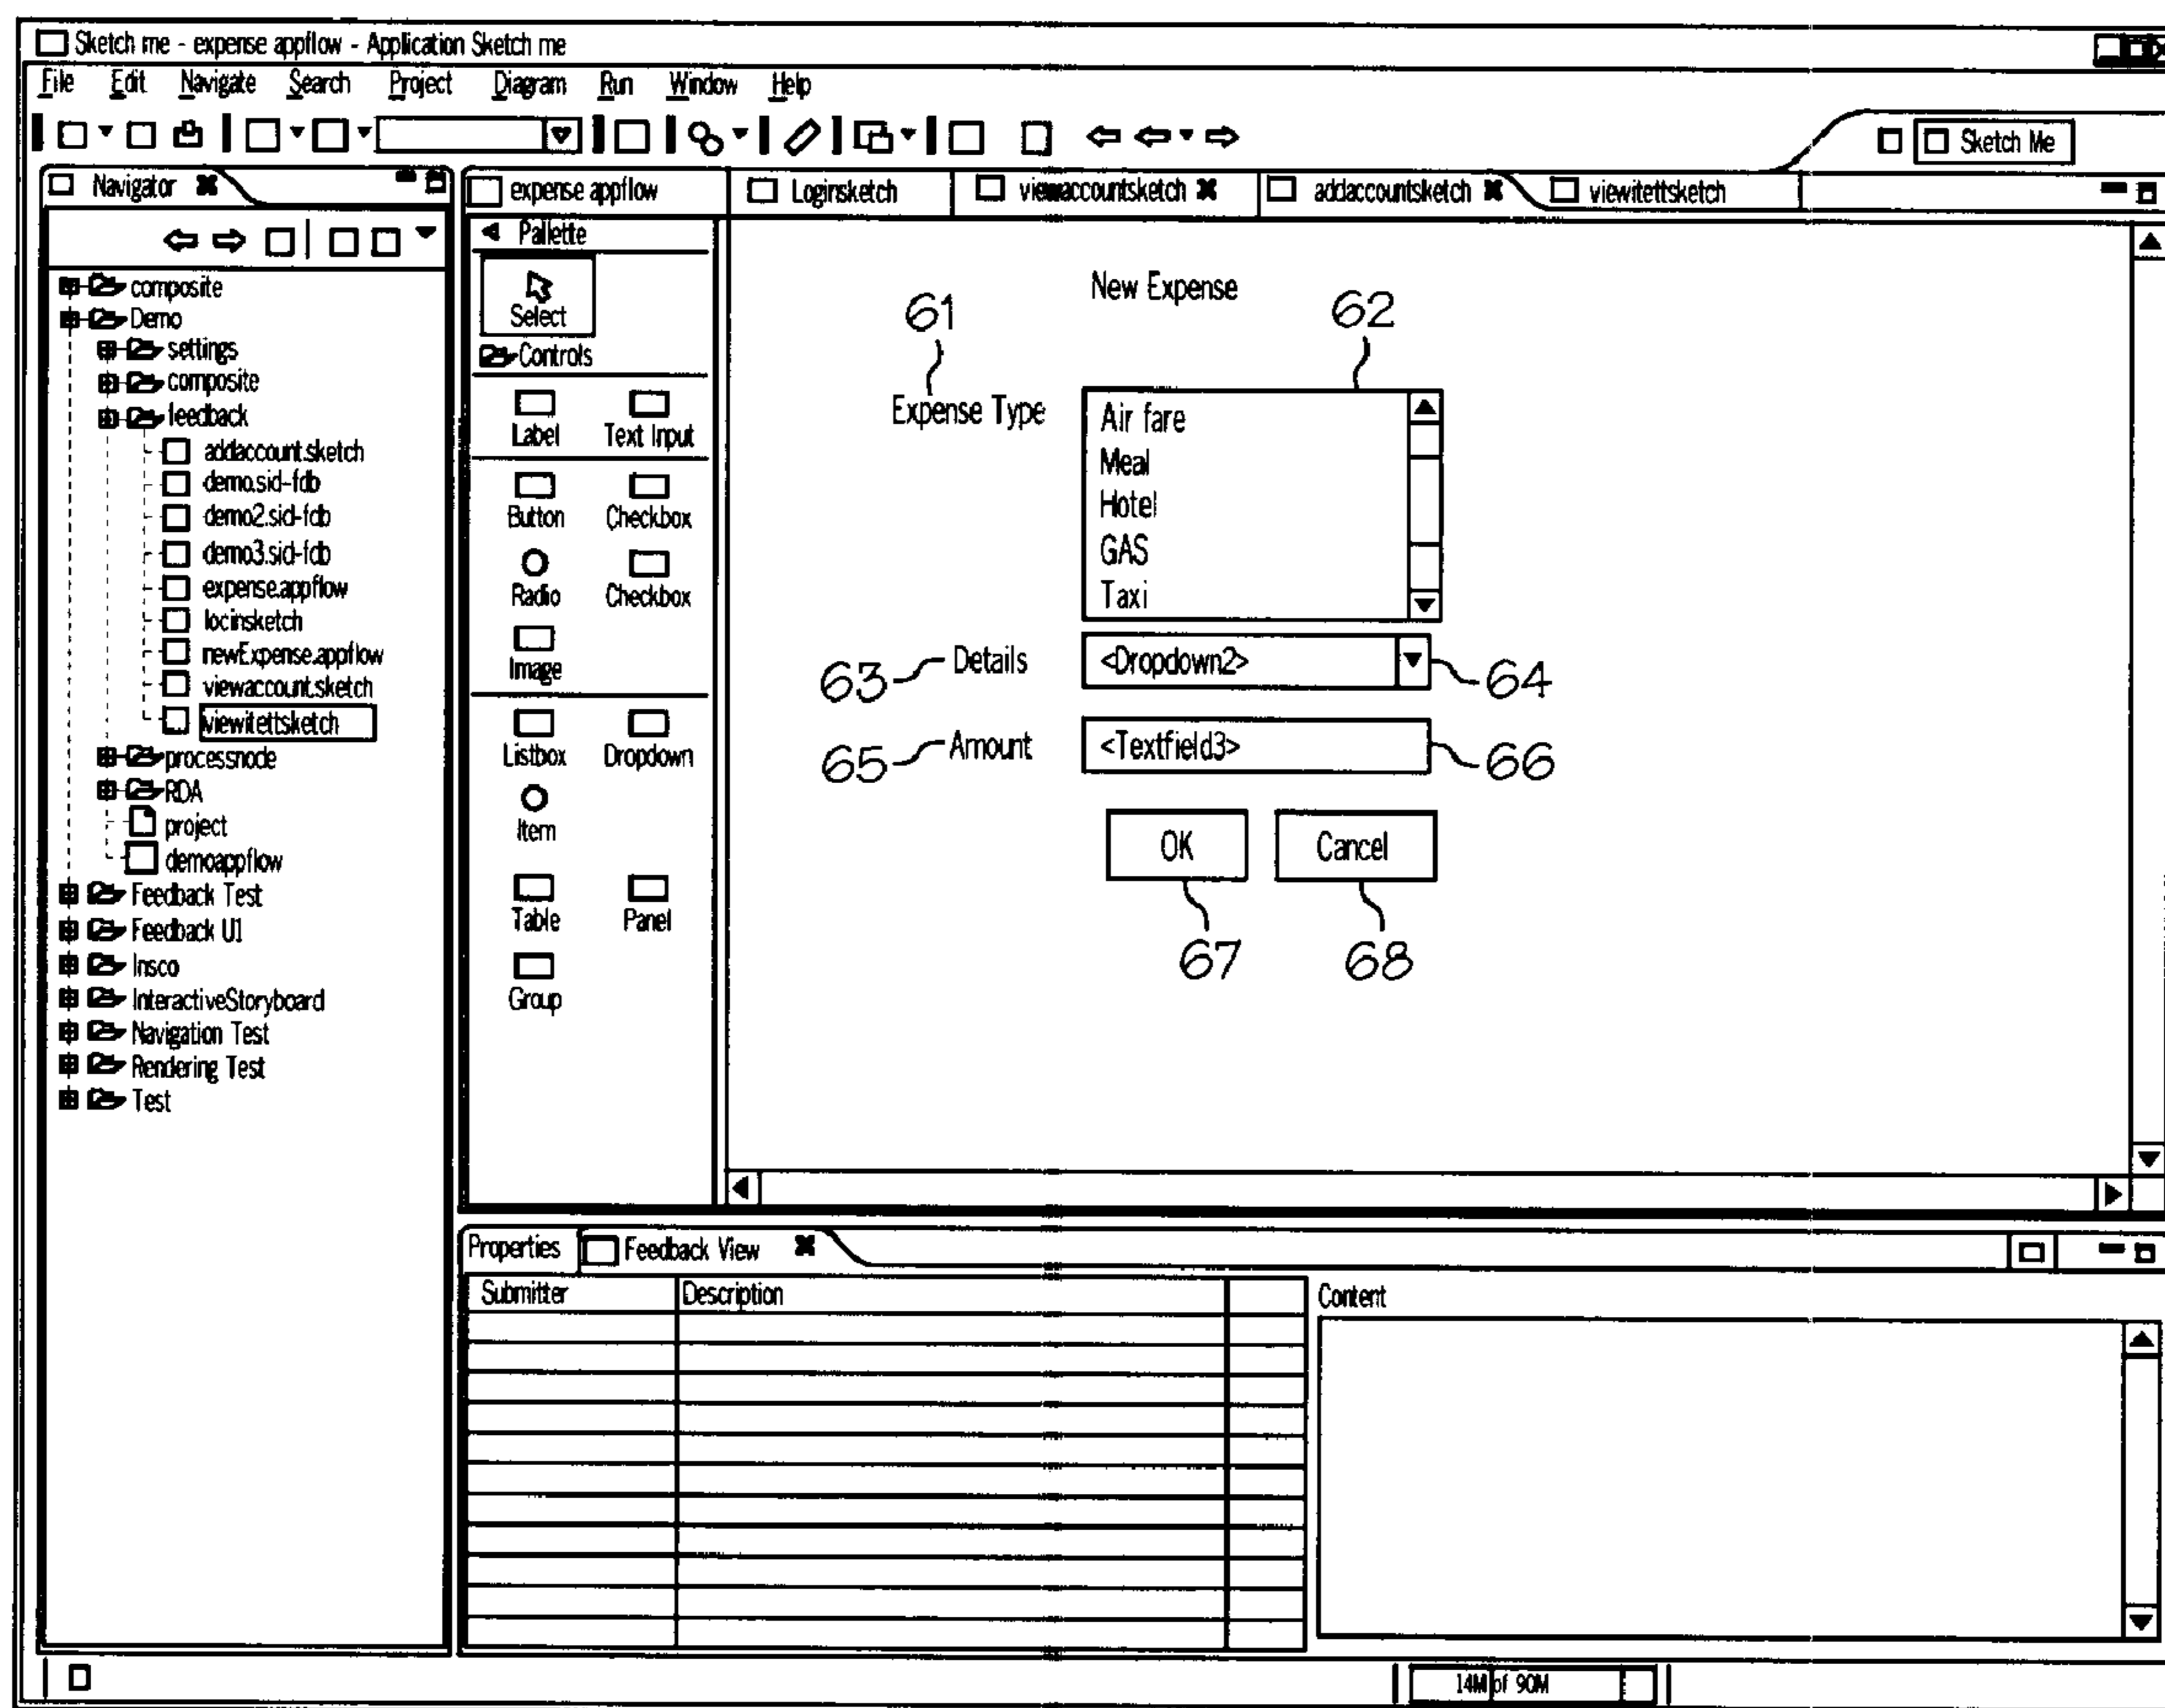 Sketch me - expense appflow - Application Sketch me
File Edit Navigate Search Project Diagram Run Window Help
Sketch Me
Navigator
composite
Demo
settings
composite
feedback
addaccount.sketch
demo.sid-fdb
demo2.sid-fdb
demo3.sid-fdb
expense.appflow
locinsketch
newExpense.appflow
viewaccount.sketch
viewitettsketch
processnode
RDA
project
demoappflow
Feedback Test
Feedback UI
Insco
InteractiveStoryboard
Navigation Test
Rendering Test
Test
expense appflow Loginsketch viewaccountsketch addaccountsketch viewitettsketch
Pallette
Select
Controls
Label Text Input
Button Checkbox
Radio Checkbox
Image
Listbox Dropdown
Item
Table Panel
Group
New Expense
61 62
Expense Type
Air fare
Meal
Hotel
GAS
Taxi
63 Details <Dropdown2> 64
65 Amount <Textfield3> 66
OK Cancel
67 68
Properties Feedback View
Submitter Description Content
14M of 90M